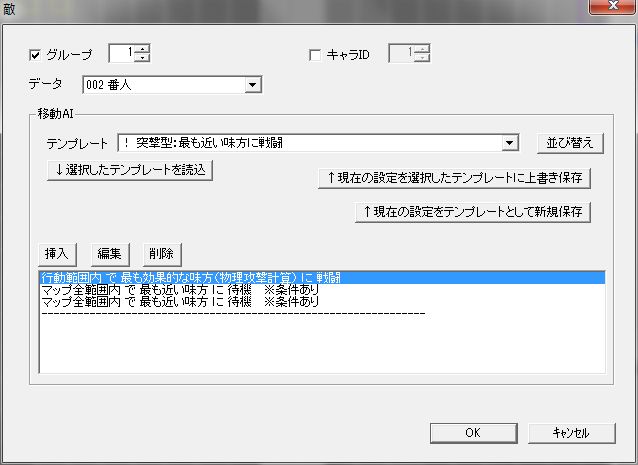 敵
グループ 1 キャラID 1
データ 002 番人
移動AI
テンプレート ！ 突撃型:最も近い味方に戦闘 並び替え
↓選択したテンプレートを読込
↑現在の設定を選択したテンプレートに上書き保存
↑現在の設定をテンプレートとして新規保存
挿入 編集 削除
行動範囲内 で 最も効果的な味方(物理攻撃計算) に 戦闘
マップ全範囲内 で 最も近い味方 に 待機 ※条件あり
マップ全範囲内 で 最も近い味方 に 待機 ※条件あり
OK キャンセル